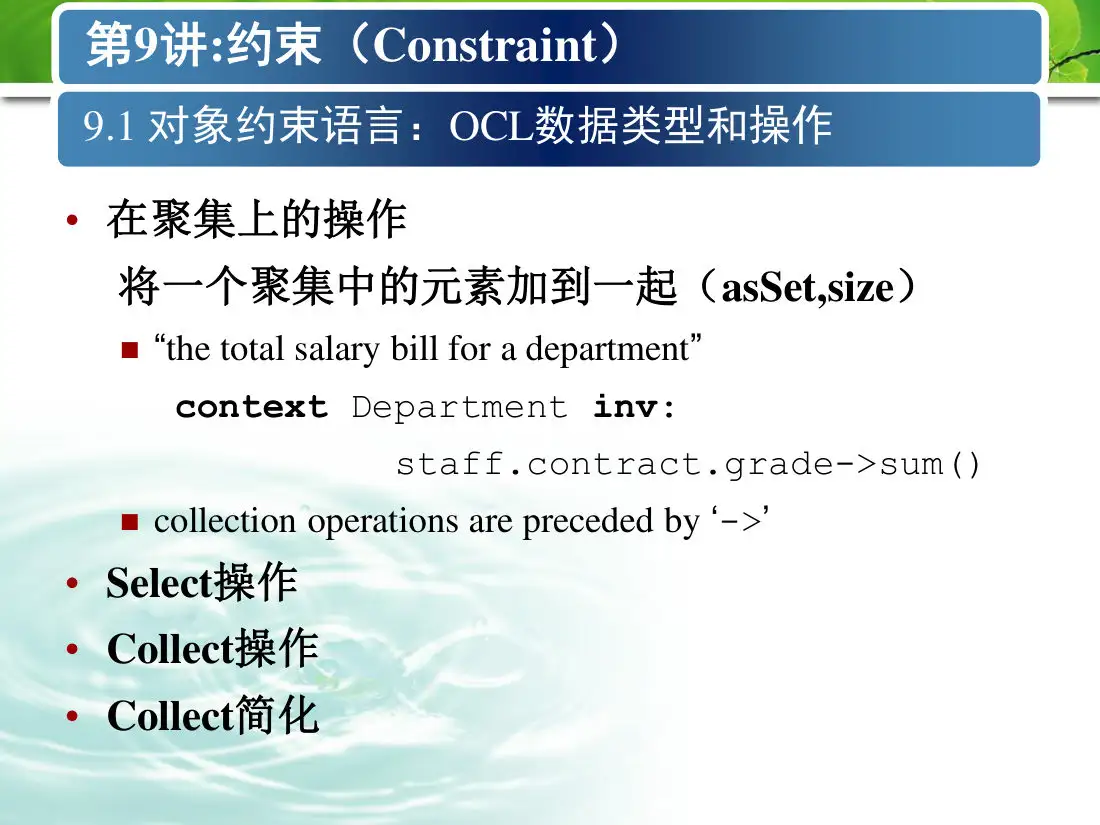 第9讲:约束（Constraint）
9.1 对象约束语言：OCL数据类型和操作
• 在聚集上的操作
将一个聚集中的元素加到一起（asSet,size）
■ “the total salary bill for a department”
context Department inv:
staff.contract.grade->sum()
■ collection operations are preceded by ‘->’
• Select操作
• Collect操作
• Collect简化